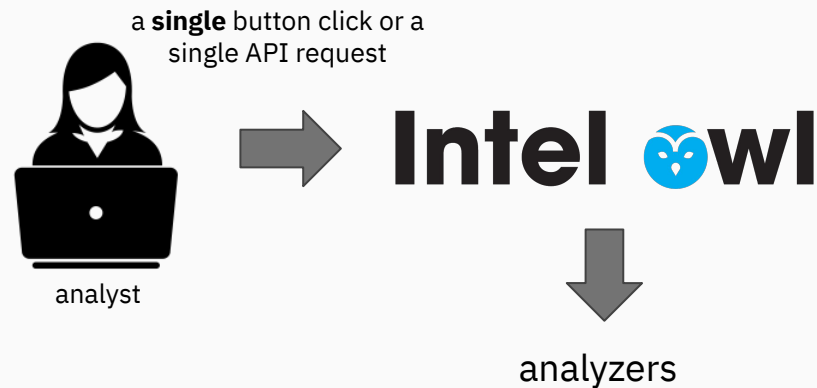 a single button click or a
single API request
Intel Owl
analyst
analyzers